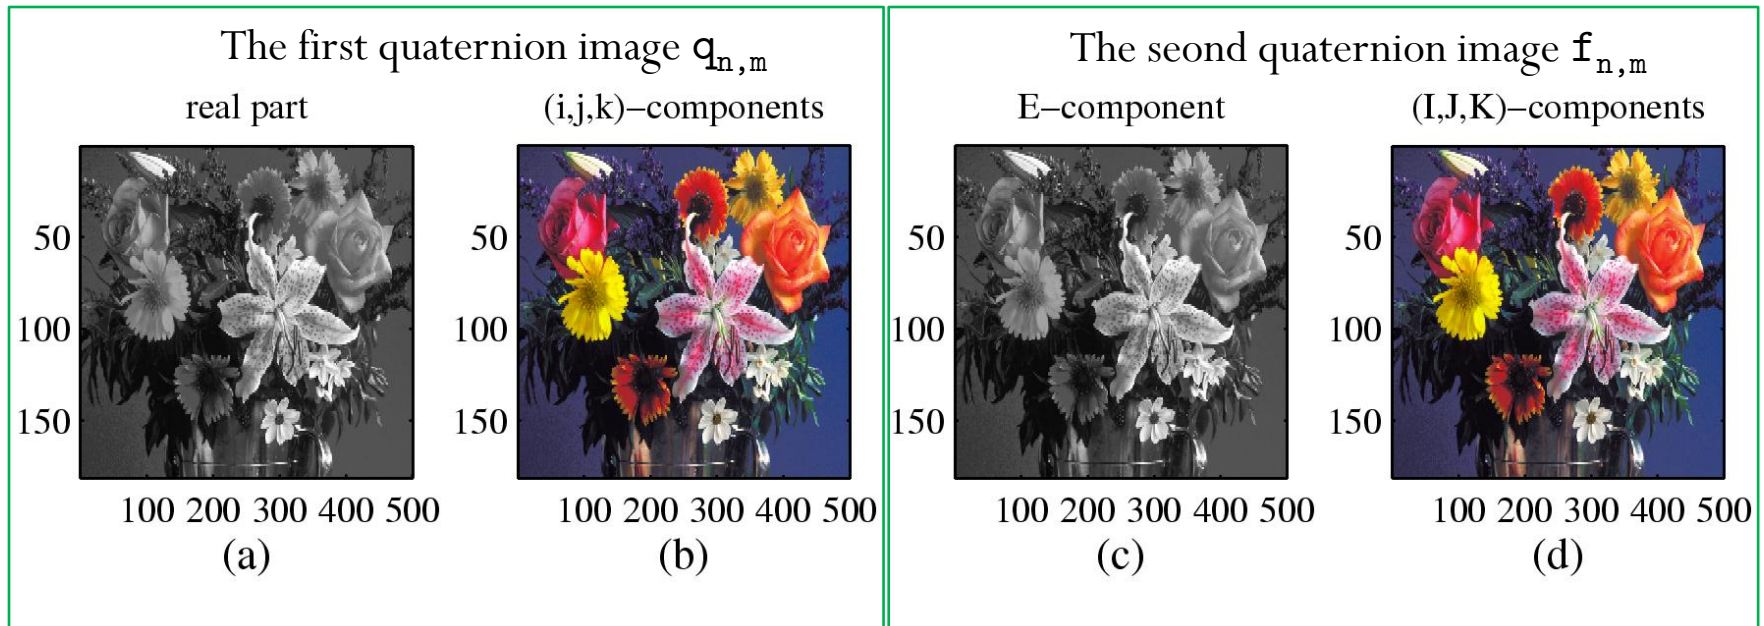 The first quaternion image q_n,m
real part
(i,j,k)–components
50
100
150
100 200 300 400 500
(a)
50
100
150
100 200 300 400 500
(b)
The seond quaternion image f_n,m
E–component
(I,J,K)–components
50
100
150
100 200 300 400 500
(c)
50
100
150
100 200 300 400 500
(d)